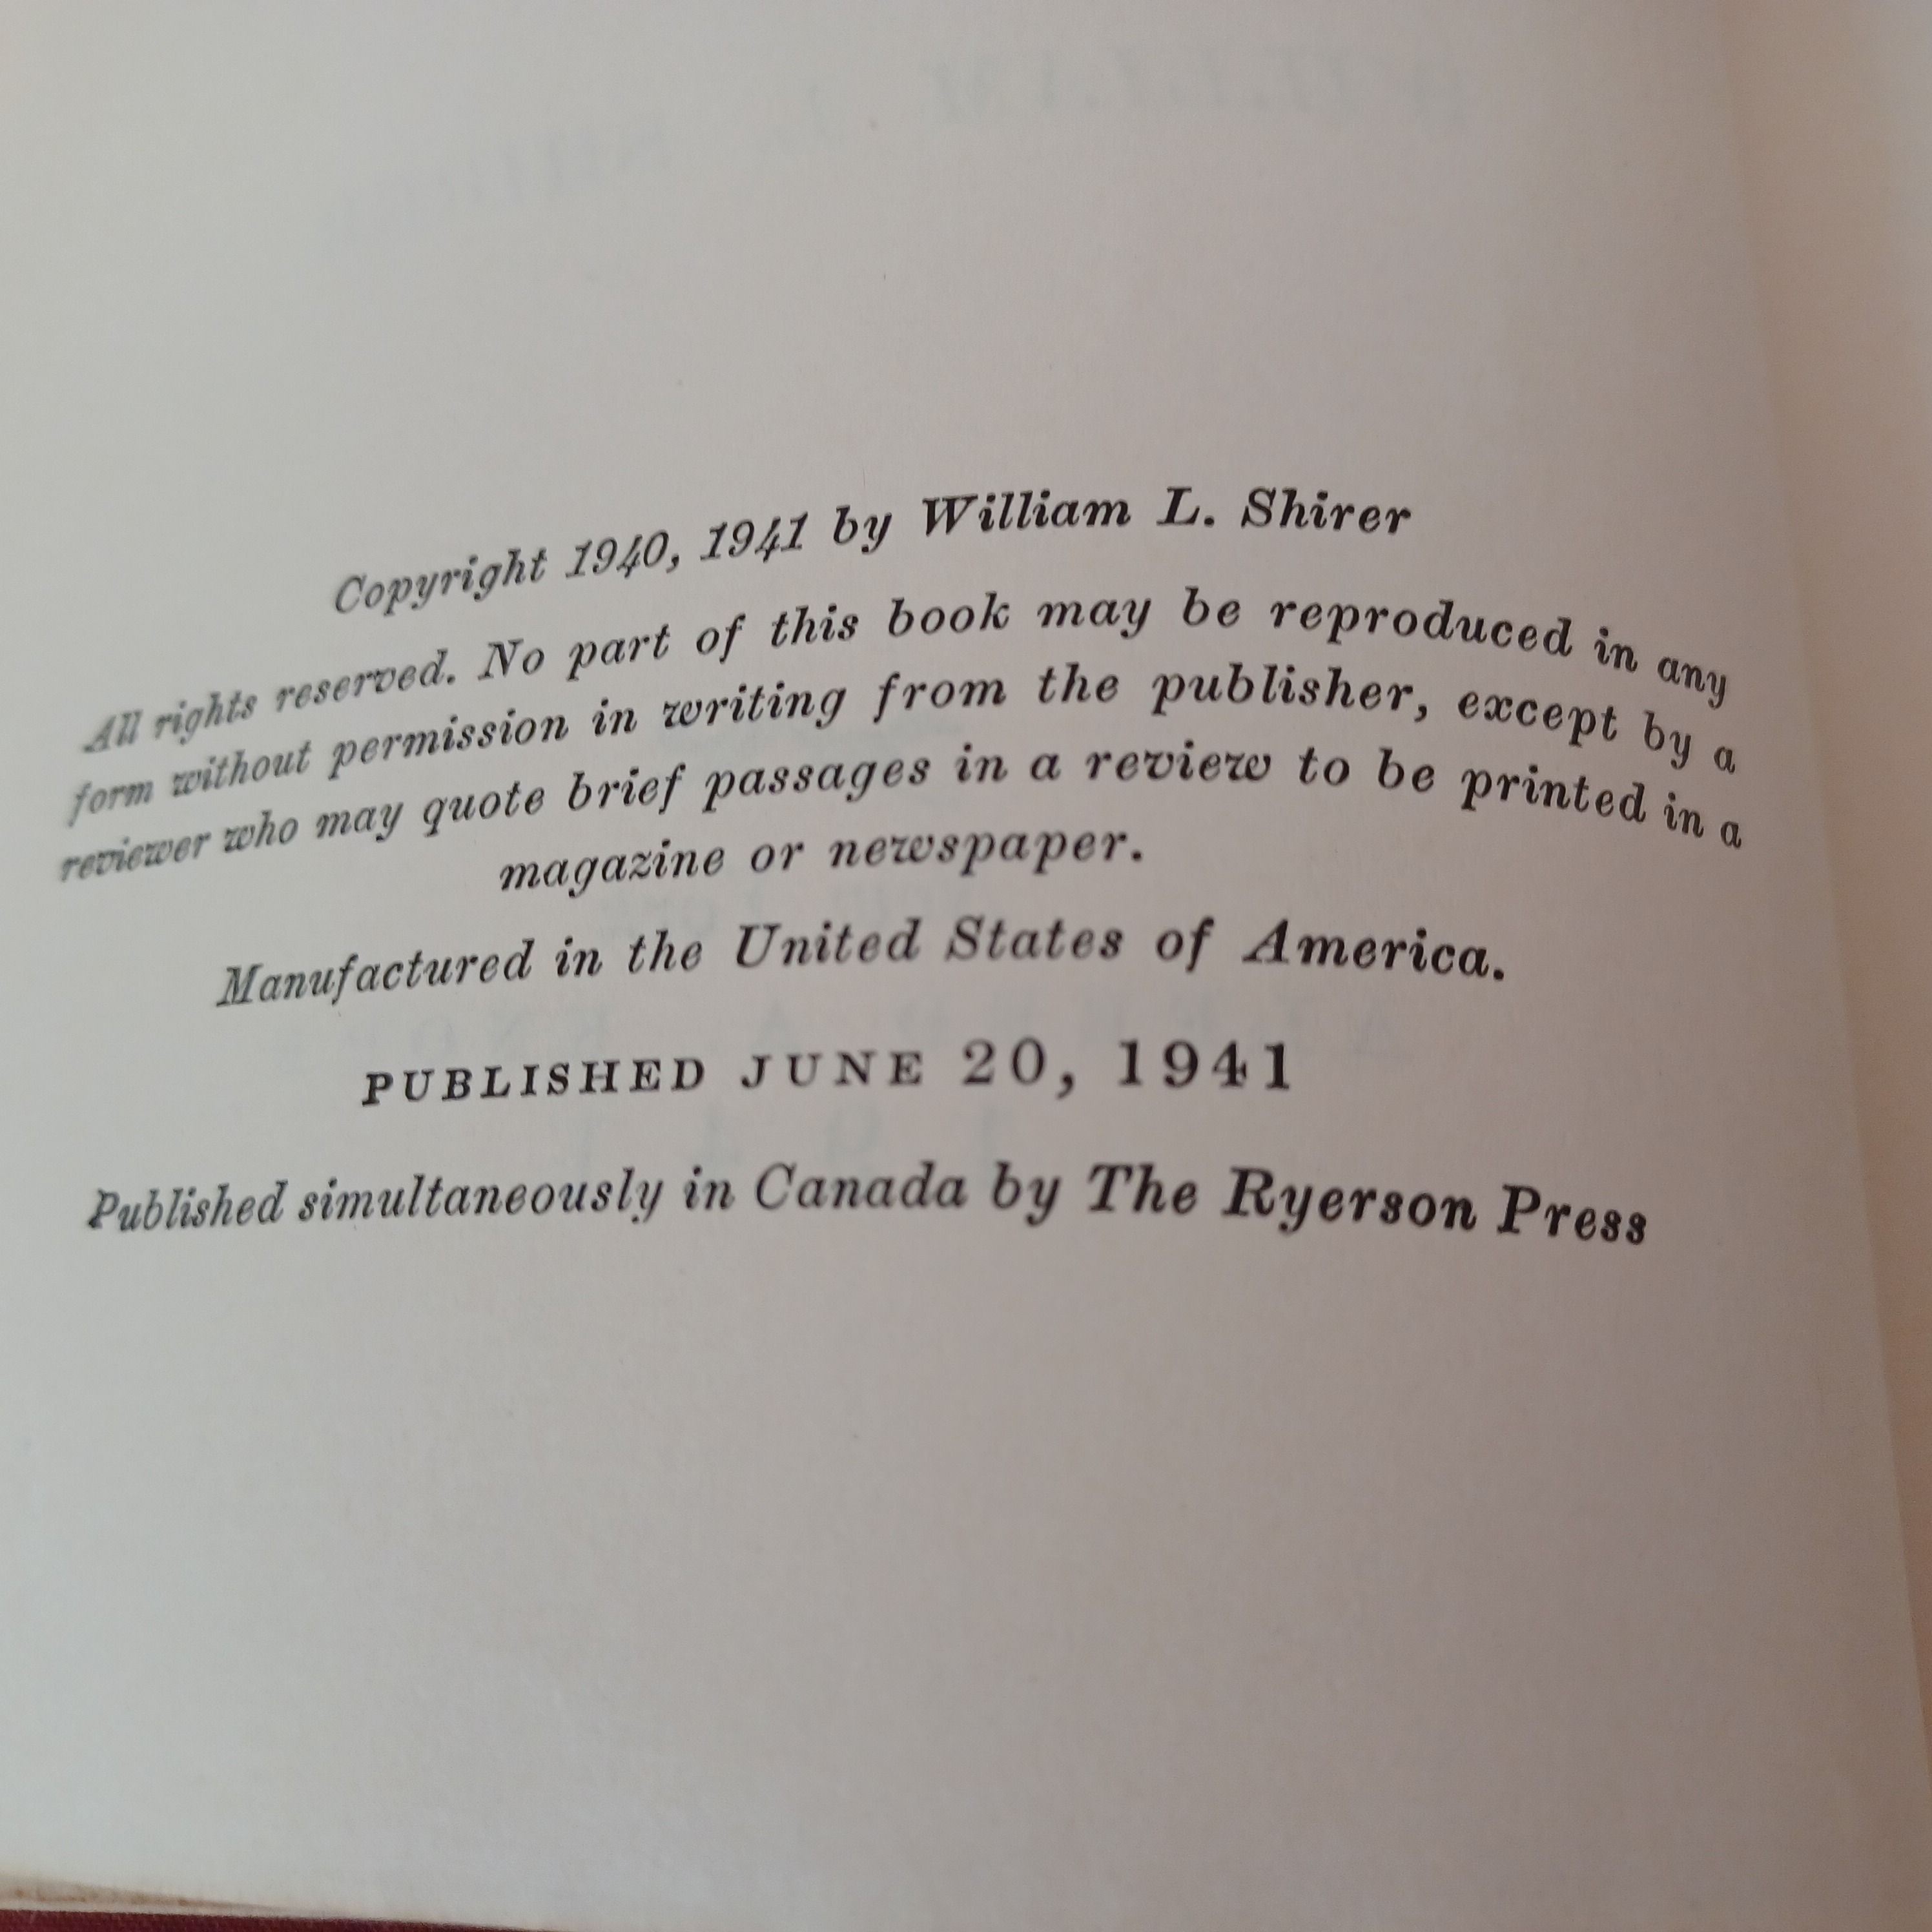 Copyright 1940, 1941 by William L. Shirer
All rights reserved. No part of this book may be reproduced in any
form without permission in writing from the publisher, except by a
reviewer who may quote brief passages in a review to be printed in a
magazine or newspaper.
Manufactured in the United States of America.
PUBLISHED JUNE 20, 1941
Published simultaneously in Canada by The Ryerson Press